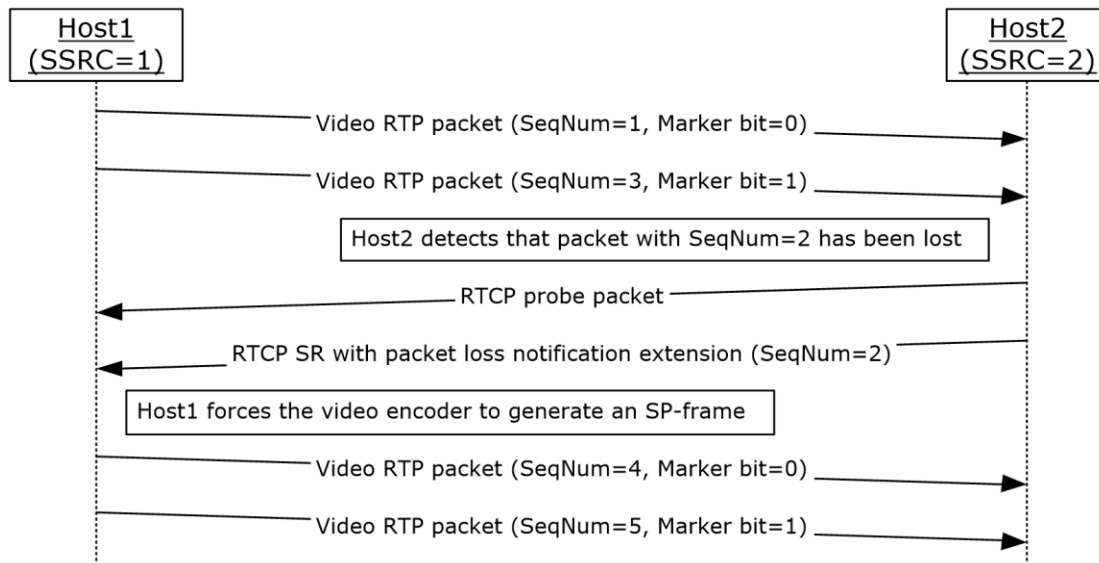 Host1
(SSRC=1)
Host2
(SSRC=2)
Video RTP packet (SeqNum=1, Marker bit=0)
Video RTP packet (SeqNum=3, Marker bit=1)
Host2 detects that packet with SeqNum=2 has been lost
RTCP probe packet
RTCP SR with packet loss notification extension (SeqNum=2)
Host1 forces the video encoder to generate an SP-frame
Video RTP packet (SeqNum=4, Marker bit=0)
Video RTP packet (SeqNum=5, Marker bit=1)